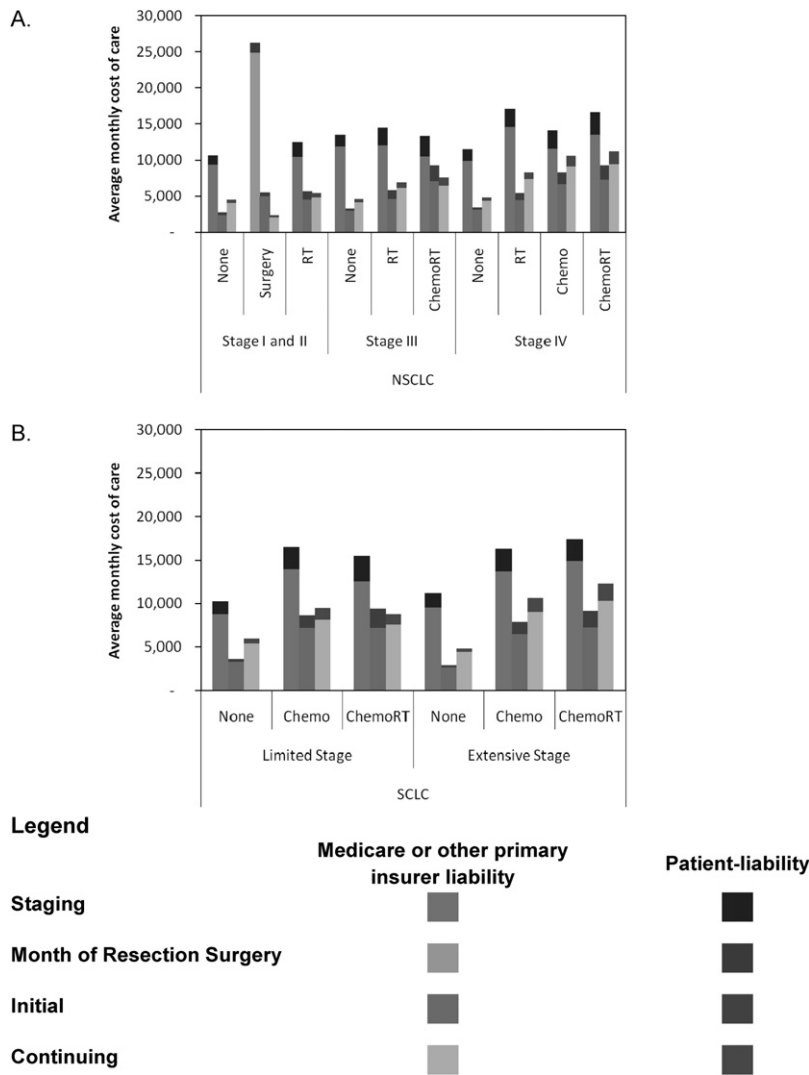 A.
Average monthly cost of care
30,000
25,000
20,000
15,000
10,000
5,000
-
None
Surgery
RT
None
RT
ChemoRT
None
RT
Chemo
ChemoRT
Stage I and II
Stage III
Stage IV
NSCLC
B.
Average monthly cost of care
30,000
25,000
20,000
15,000
10,000
5,000
-
None
Chemo
ChemoRT
None
Chemo
ChemoRT
Limited Stage
Extensive Stage
SCLC
Legend
Medicare or other primary
insurer liability
Patient-liability
Staging
Month of Resection Surgery
Initial
Continuing